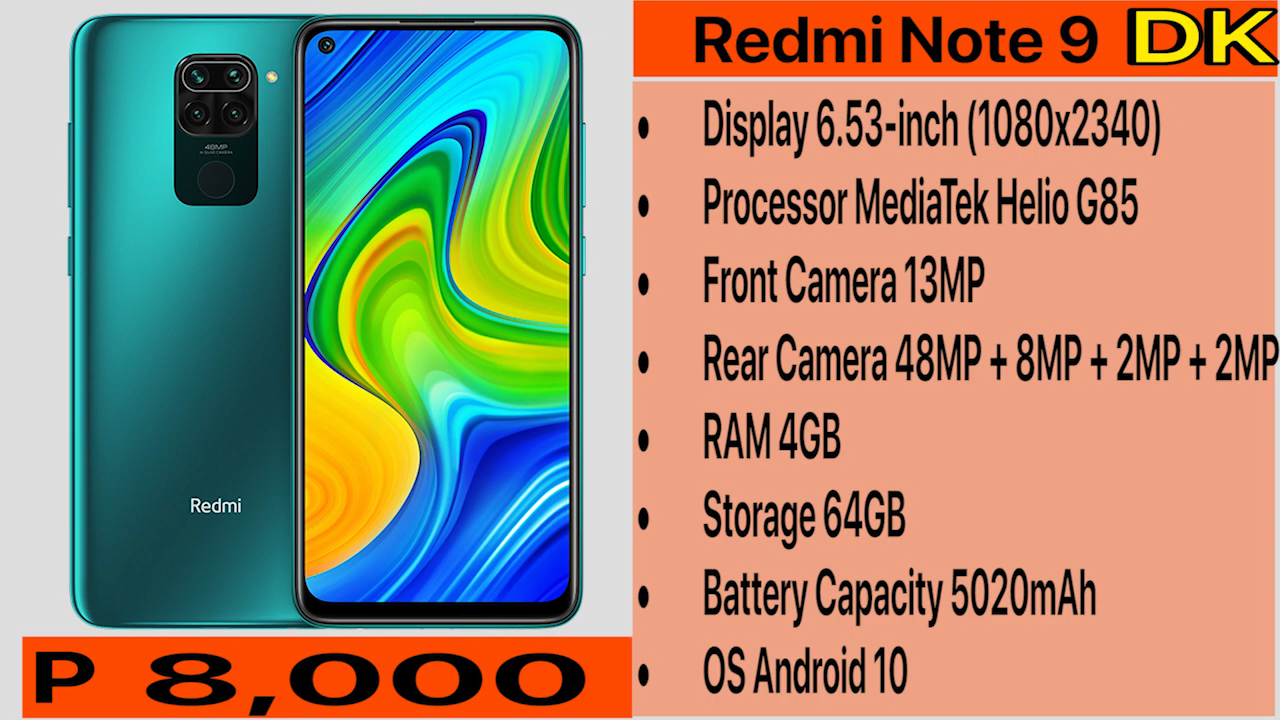 Redmi Note 9 DK
• Display 6.53-inch (1080x2340)
• Processor MediaTek Helio G85
• Front Camera 13MP
• Rear Camera 48MP + 8MP + 2MP + 2MP
• RAM 4GB
• Storage 64GB
• Battery Capacity 5020mAh
• OS Android 10
48MP
Redmi
P 8,000